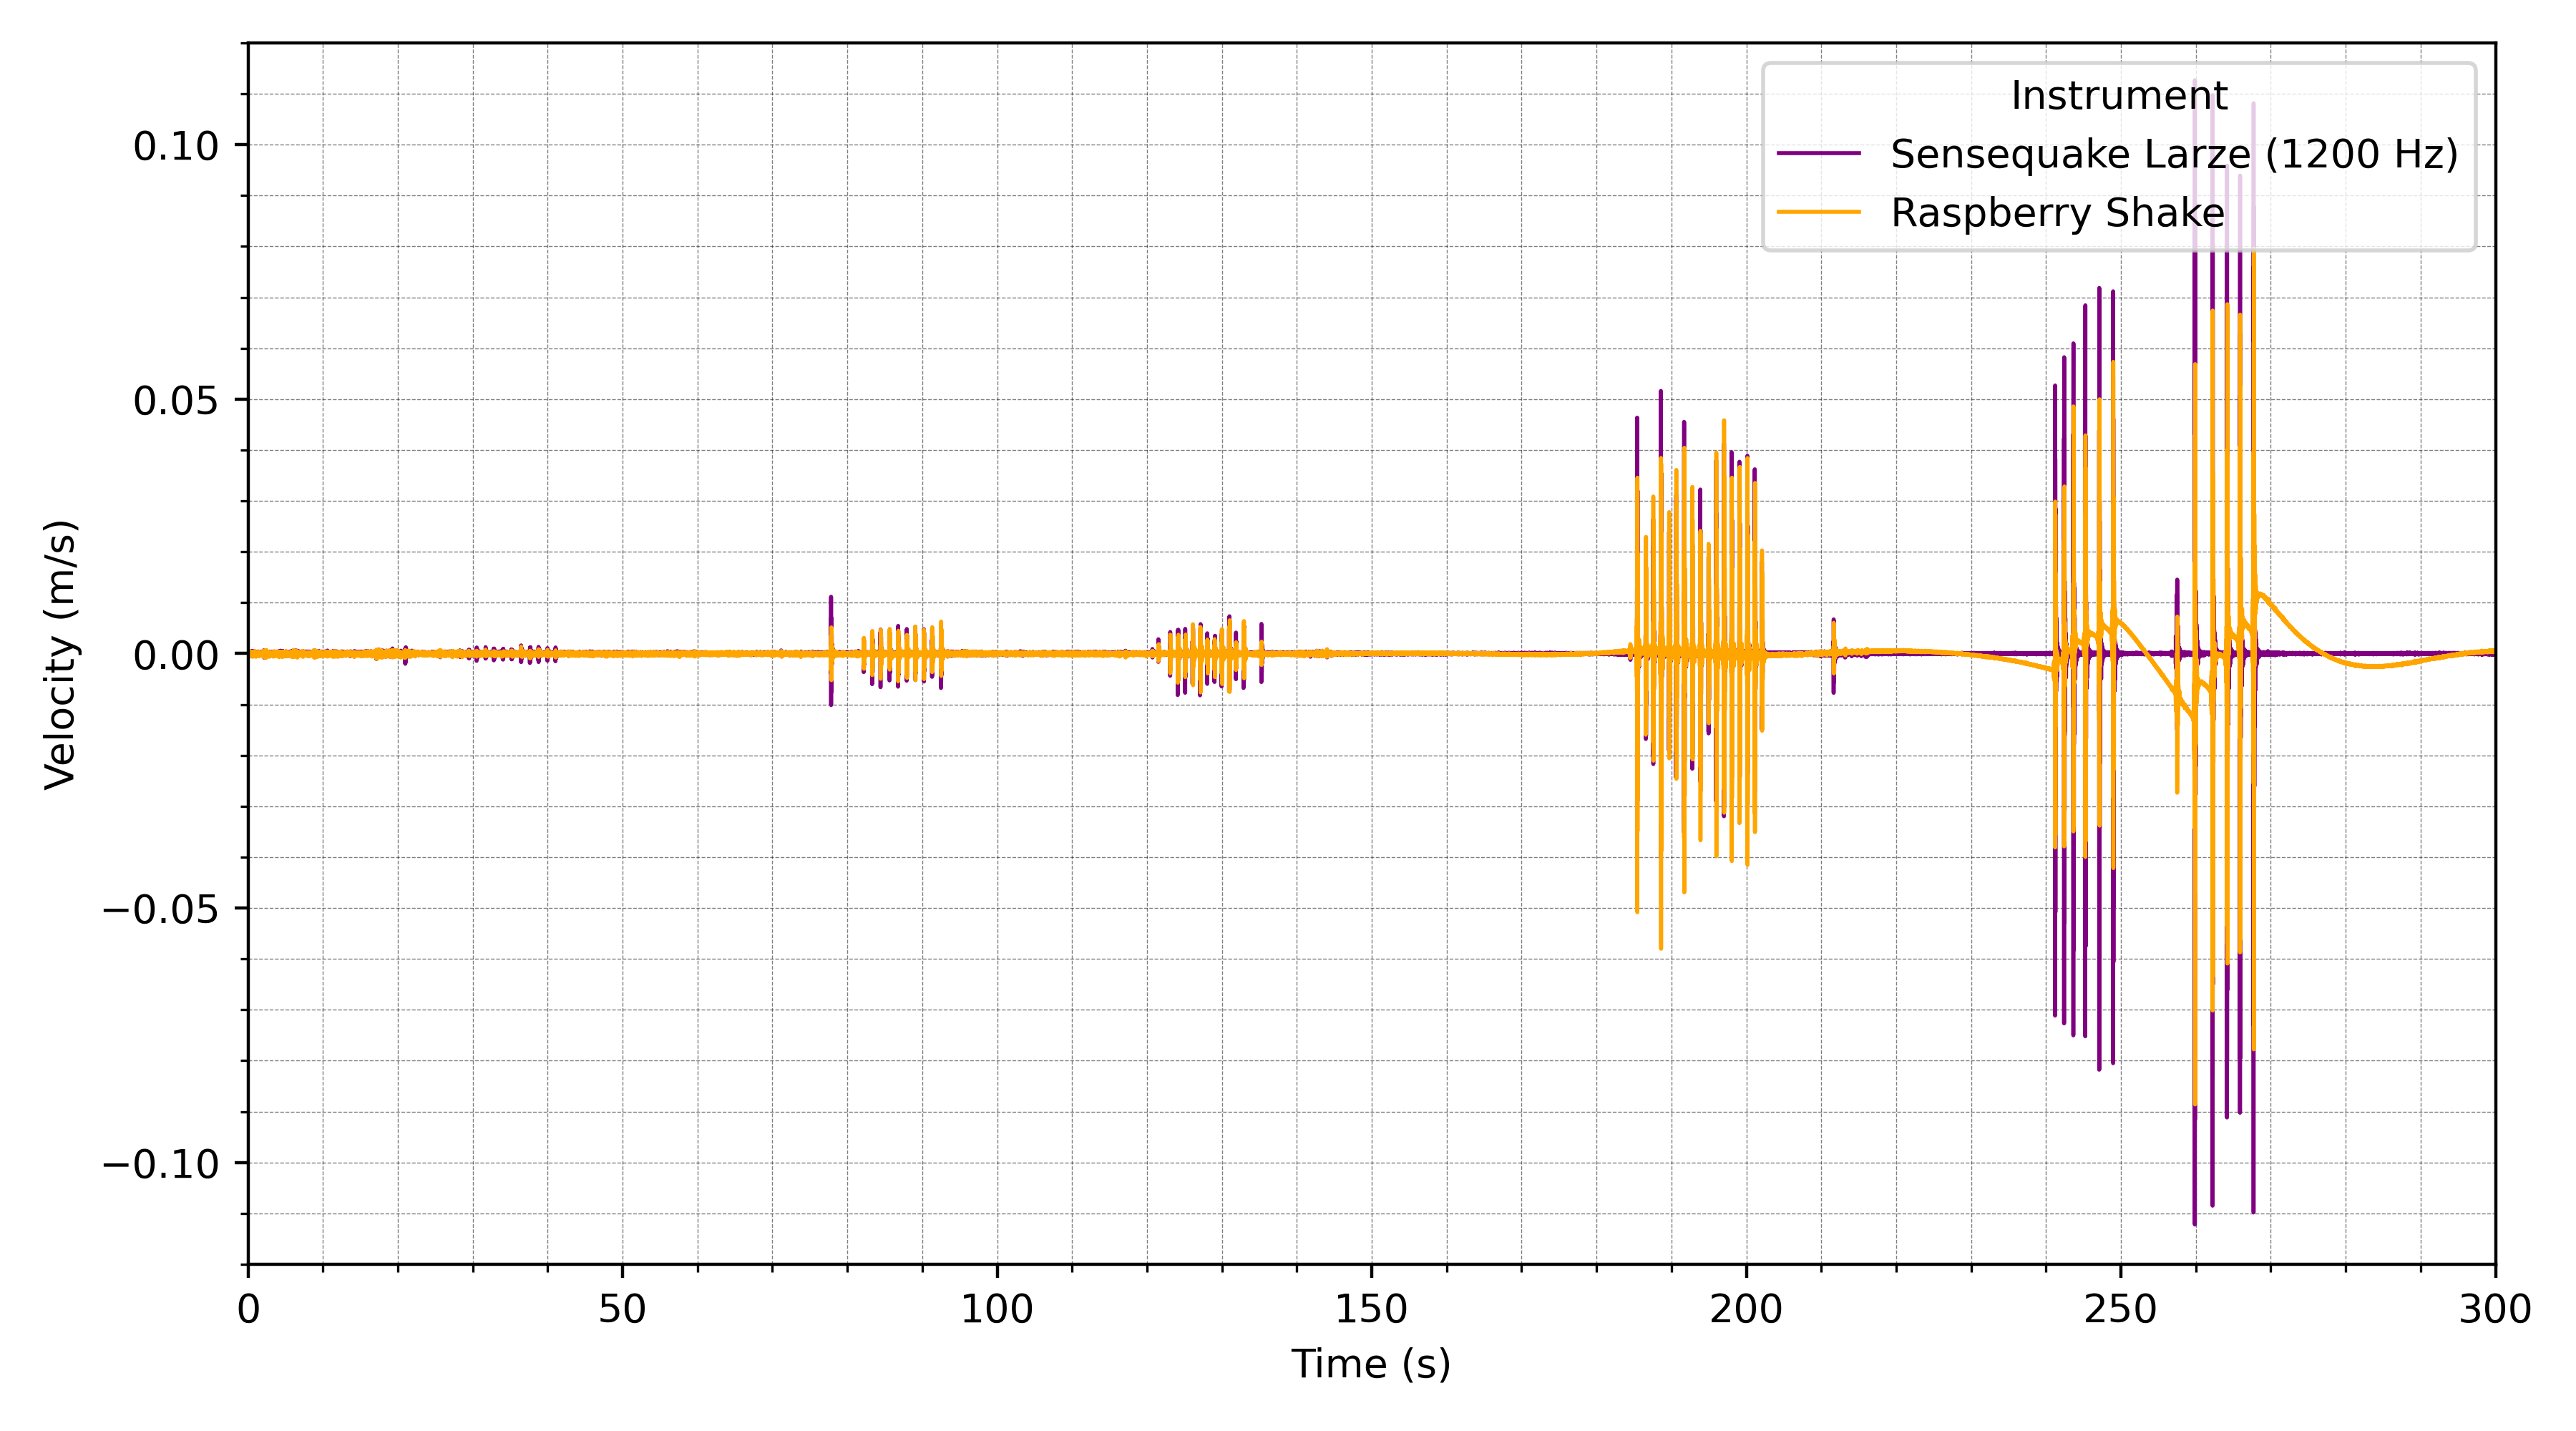 Instrument
Sensequake Larze (1200 Hz)
Raspberry Shake
Velocity (m/s)
0.10
0.05
0.00
−0.05
−0.10
0 50 100 150 200 250 300
Time (s)